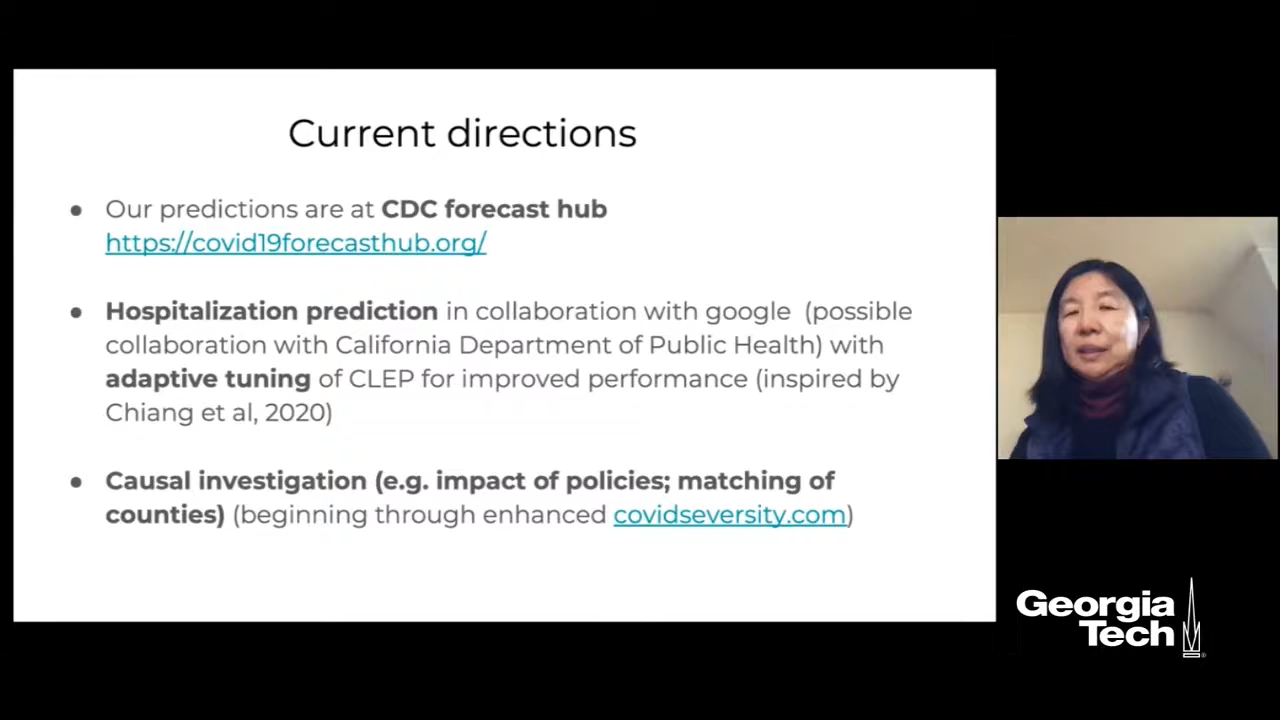 Current directions
● Our predictions are at CDC forecast hub
https://covid19forecasthub.org/
● Hospitalization prediction in collaboration with google (possible
collaboration with California Department of Public Health) with
adaptive tuning of CLEP for improved performance (inspired by
Chiang et al, 2020)
● Causal investigation (e.g. impact of policies; matching of
counties) (beginning through enhanced covidseversity.com)
Georgia
Tech